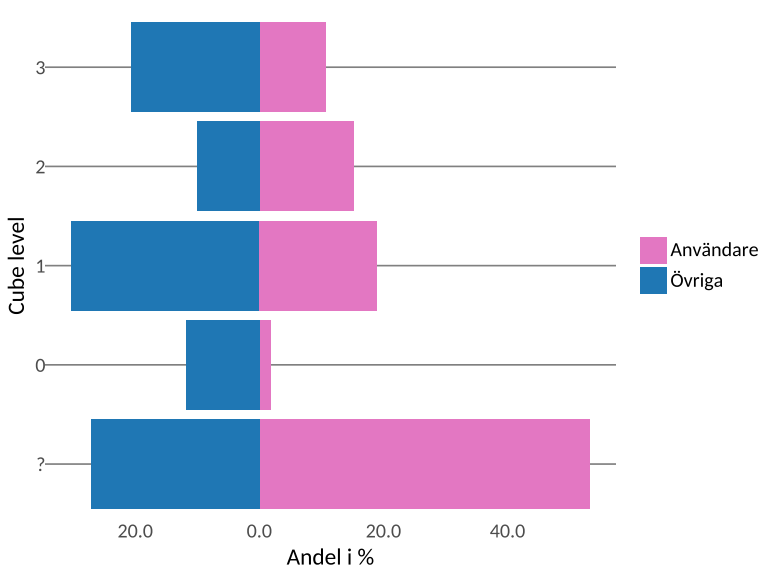 3
2
1
0
?
Cube level
20.0 0.0 20.0 40.0
Andel i %
Användare
Övriga